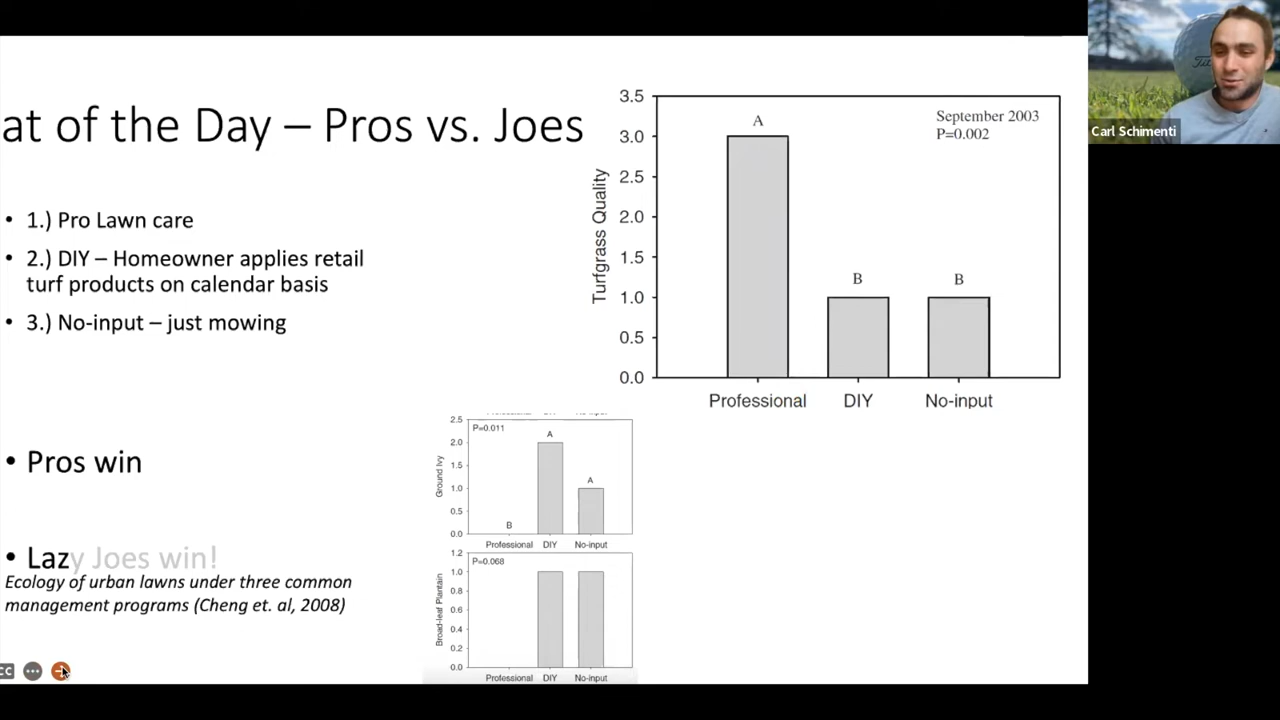 at of the Day – Pros vs. Joes
• 1.) Pro Lawn care
• 2.) DIY – Homeowner applies retail
turf products on calendar basis
• 3.) No-input – just mowing
• Pros win
• Lazy Joes win!
Ecology of urban lawns under three common
management programs (Cheng et. al, 2008)
CC
3.5
3.0
2.5
2.0
1.5
1.0
0.5
0.0
Turfgrass Quality
September 2003
P=0.002
A
B
B
Professional DIY No-input
2.5
2.0
1.5
1.0
0.5
0.0
Ground Ivy
P=0.011
B
A
A
Professional DIY No-input
1.2
1.0
0.8
0.6
0.4
0.2
0.0
Broad-leaf Plantain
P=0.068
Professional DIY No-input
Carl Schimenti